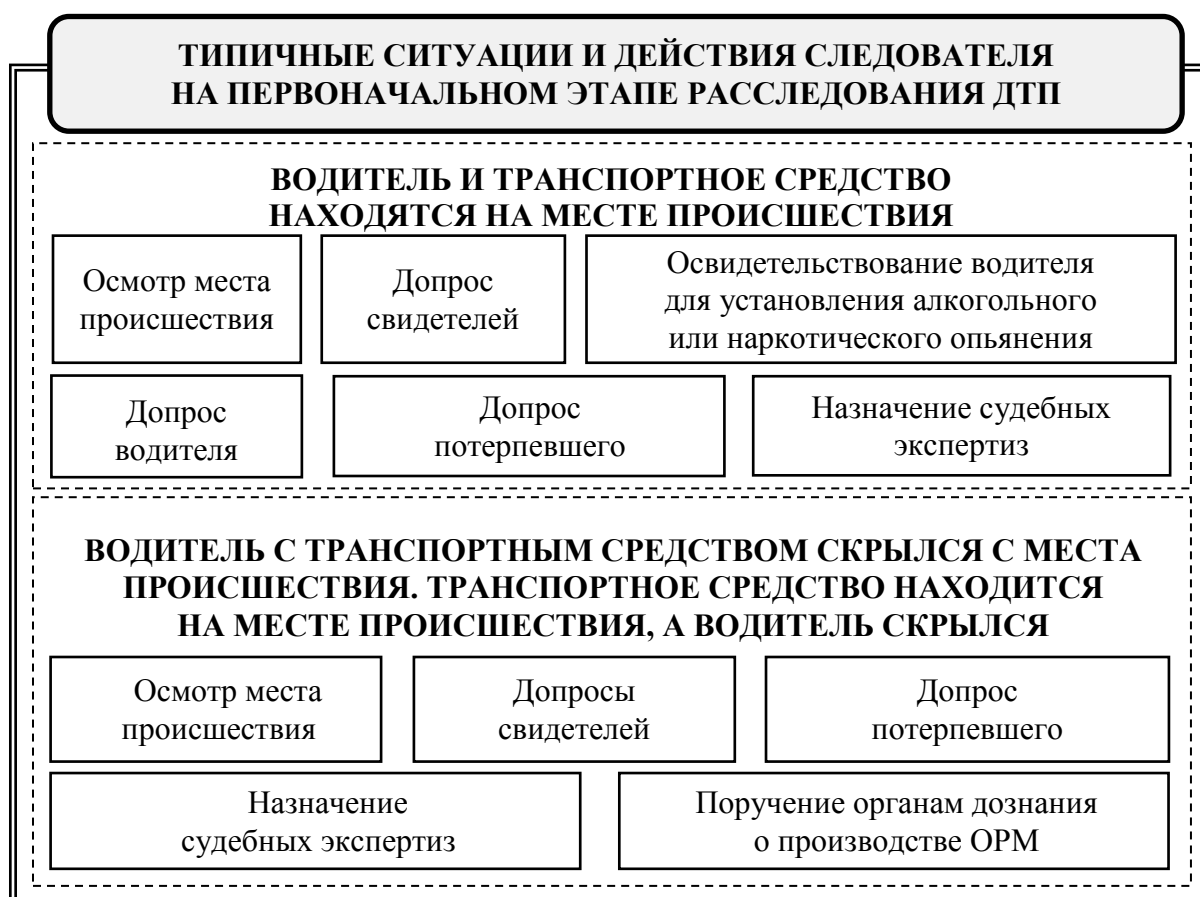 ТИПИЧНЫЕ СИТУАЦИИ И ДЕЙСТВИЯ СЛЕДОВАТЕЛЯ
НА ПЕРВОНАЧАЛЬНОМ ЭТАПЕ РАССЛЕДОВАНИЯ ДТП
ВОДИТЕЛЬ И ТРАНСПОРТНОЕ СРЕДСТВО
НАХОДЯТСЯ НА МЕСТЕ ПРОИСШЕСТВИЯ
Осмотр места
происшествия
Допрос
свидетелей
Освидетельствование водителя
для установления алкогольного
или наркотического опьянения
Допрос
водителя
Допрос
потерпевшего
Назначение судебных
экспертиз
ВОДИТЕЛЬ С ТРАНСПОРТНЫМ СРЕДСТВОМ СКРЫЛСЯ С МЕСТА
ПРОИСШЕСТВИЯ. ТРАНСПОРТНОЕ СРЕДСТВО НАХОДИТСЯ
НА МЕСТЕ ПРОИСШЕСТВИЯ, А ВОДИТЕЛЬ СКРЫЛСЯ
Осмотр места
происшествия
Допросы
свидетелей
Допрос
потерпевшего
Назначение
судебных экспертиз
Поручение органам дознания
о производстве ОРМ